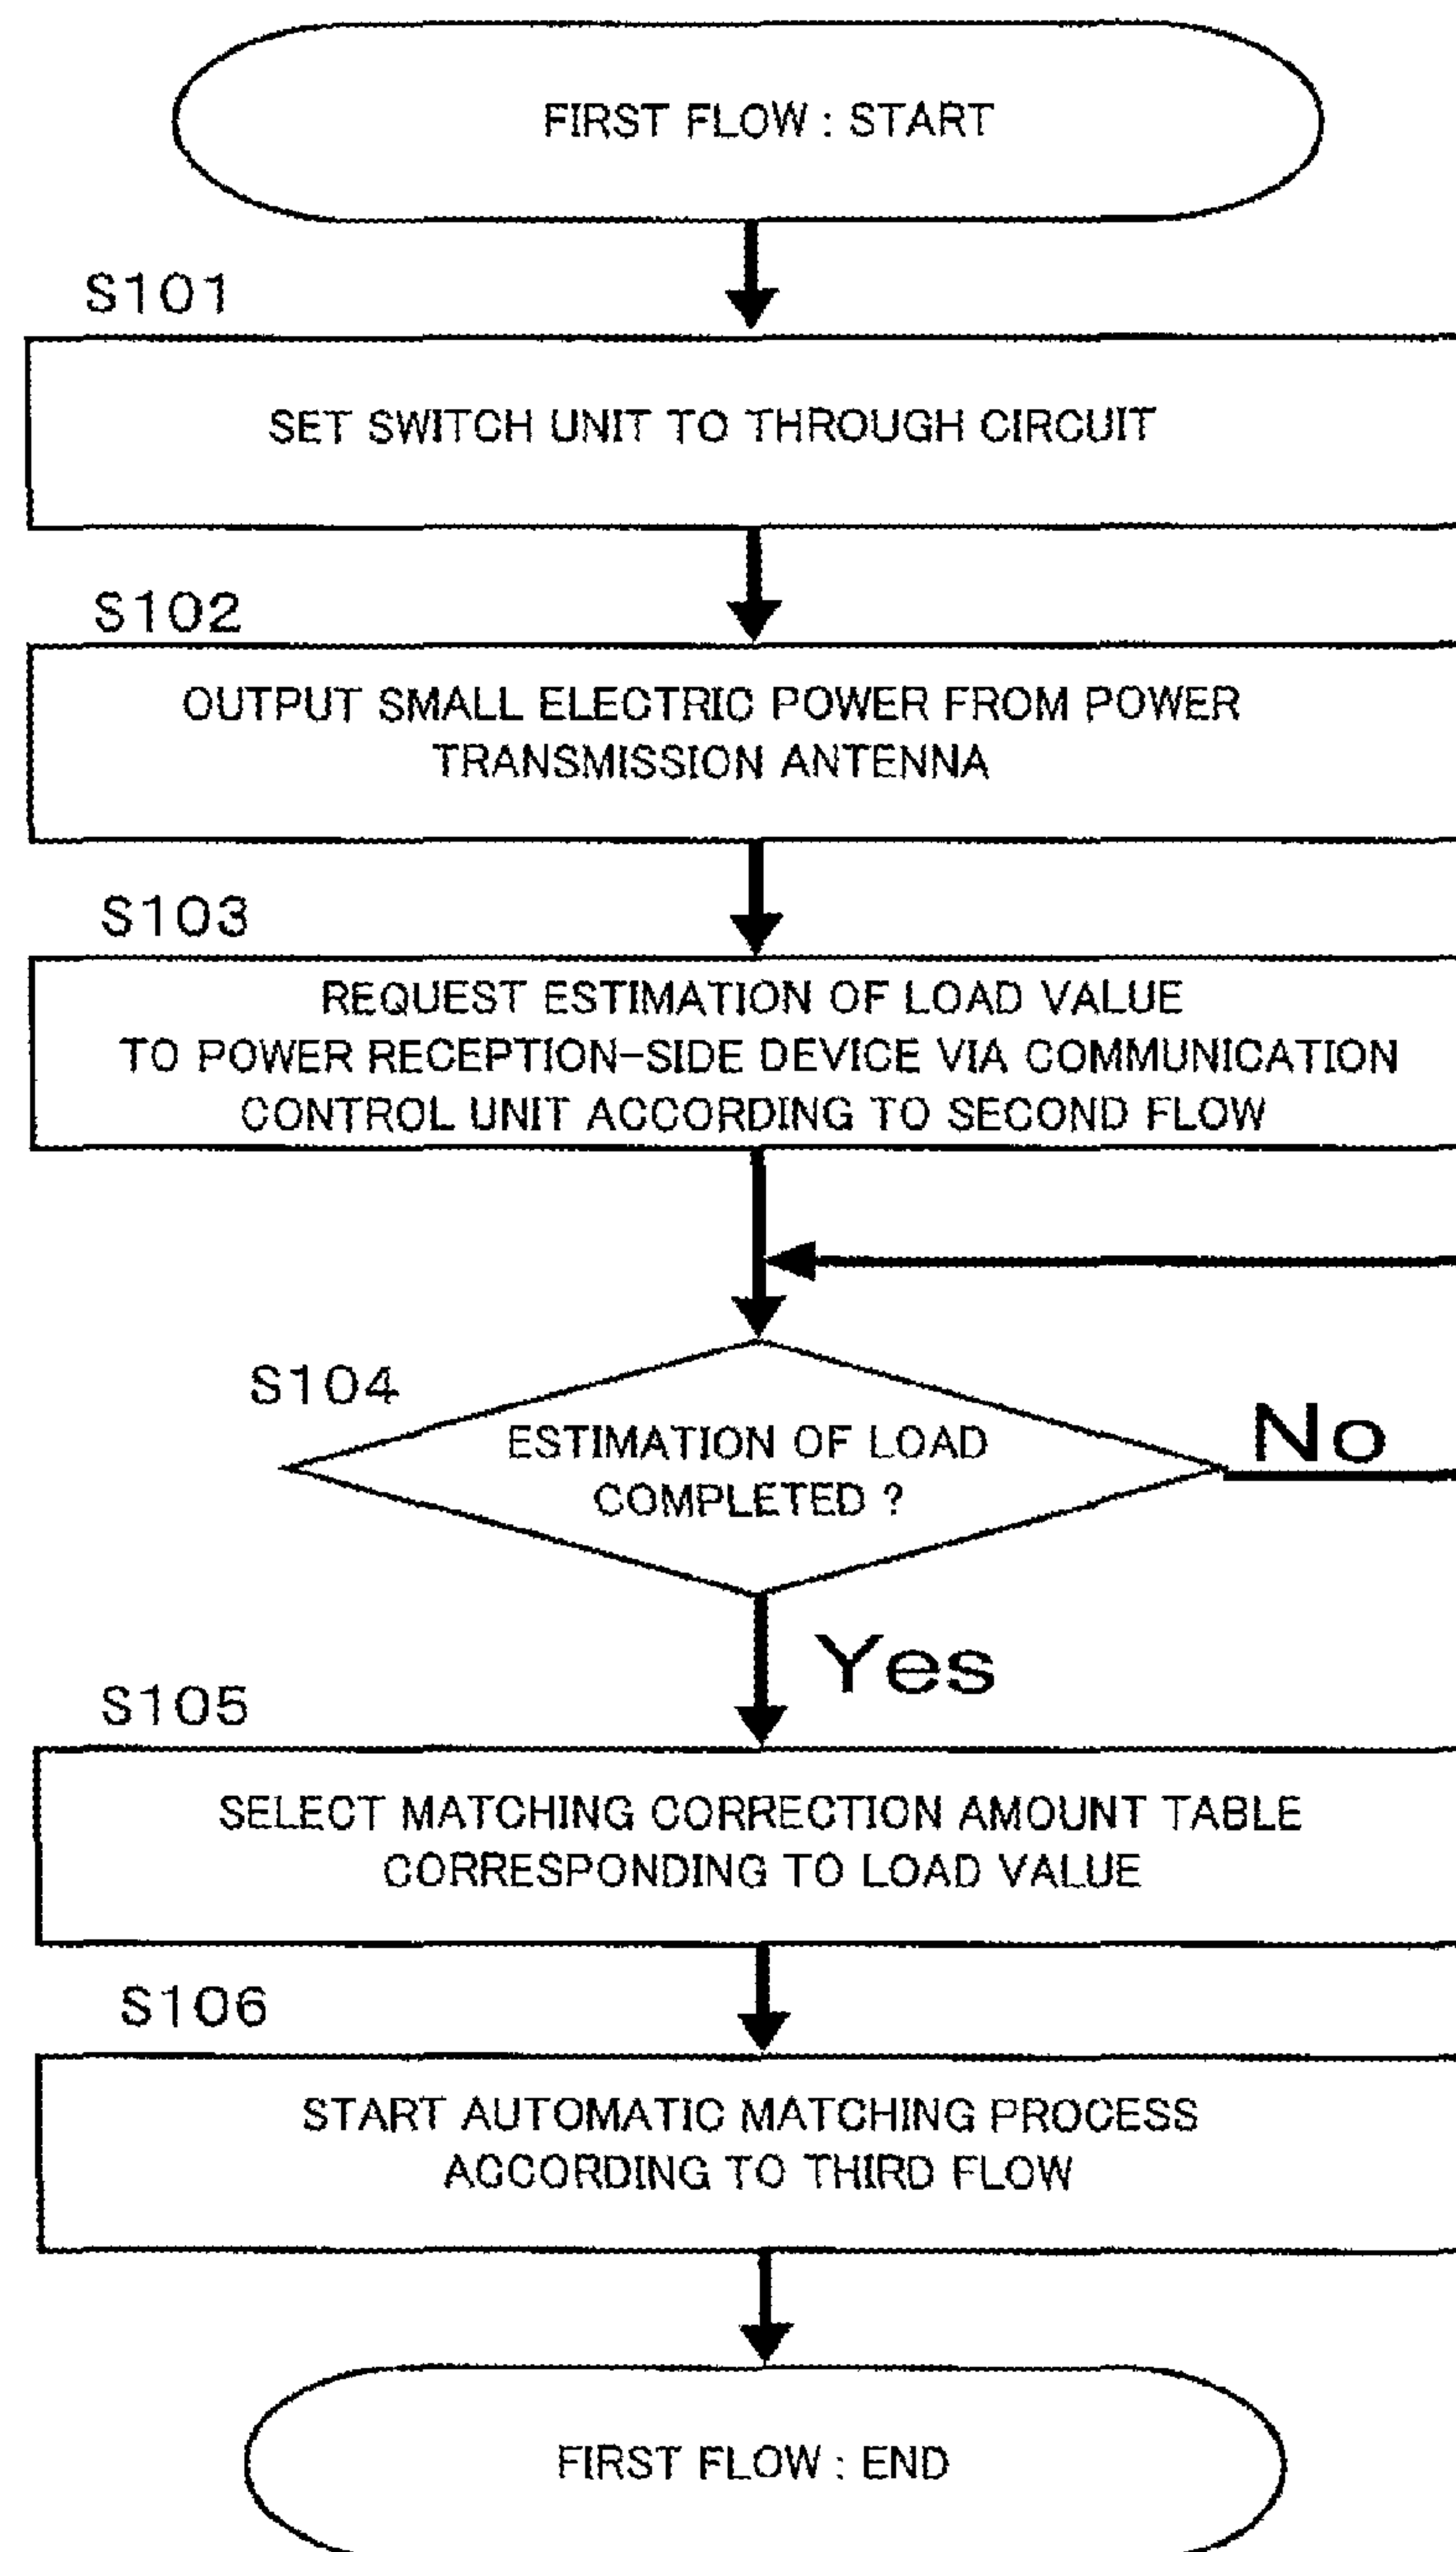 FIRST FLOW : START
S101
SET SWITCH UNIT TO THROUGH CIRCUIT
S102
OUTPUT SMALL ELECTRIC POWER FROM POWER
TRANSMISSION ANTENNA
S103
REQUEST ESTIMATION OF LOAD VALUE
TO POWER RECEPTION-SIDE DEVICE VIA COMMUNICATION
CONTROL UNIT ACCORDING TO SECOND FLOW
S104
ESTIMATION OF LOAD
COMPLETED ?
No
Yes
S105
SELECT MATCHING CORRECTION AMOUNT TABLE
CORRESPONDING TO LOAD VALUE
S106
START AUTOMATIC MATCHING PROCESS
ACCORDING TO THIRD FLOW
FIRST FLOW : END